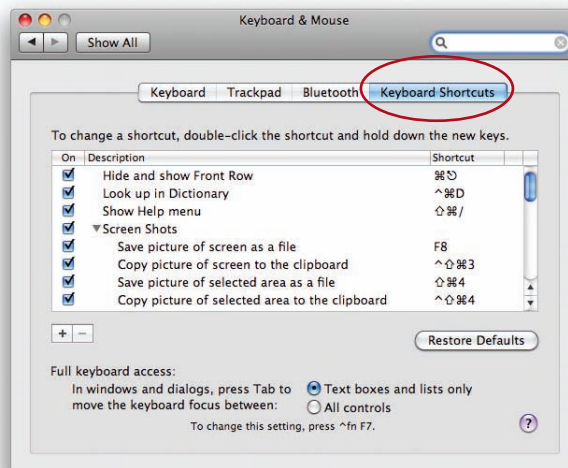 Keyboard & Mouse
Show All
Keyboard Trackpad Bluetooth Keyboard Shortcuts
To change a shortcut, double-click the shortcut and hold down the new keys.
On Description Shortcut
Hide and show Front Row ⌘⎋
Look up in Dictionary ^⌘D
Show Help menu ⇧⌘/
▼Screen Shots
Save picture of screen as a file F8
Copy picture of screen to the clipboard ^⇧⌘3
Save picture of selected area as a file ⇧⌘4
Copy picture of selected area to the clipboard ^⇧⌘4
+ −
Restore Defaults
Full keyboard access:
In windows and dialogs, press Tab to Text boxes and lists only
move the keyboard focus between: All controls
To change this setting, press ^fn F7.
?